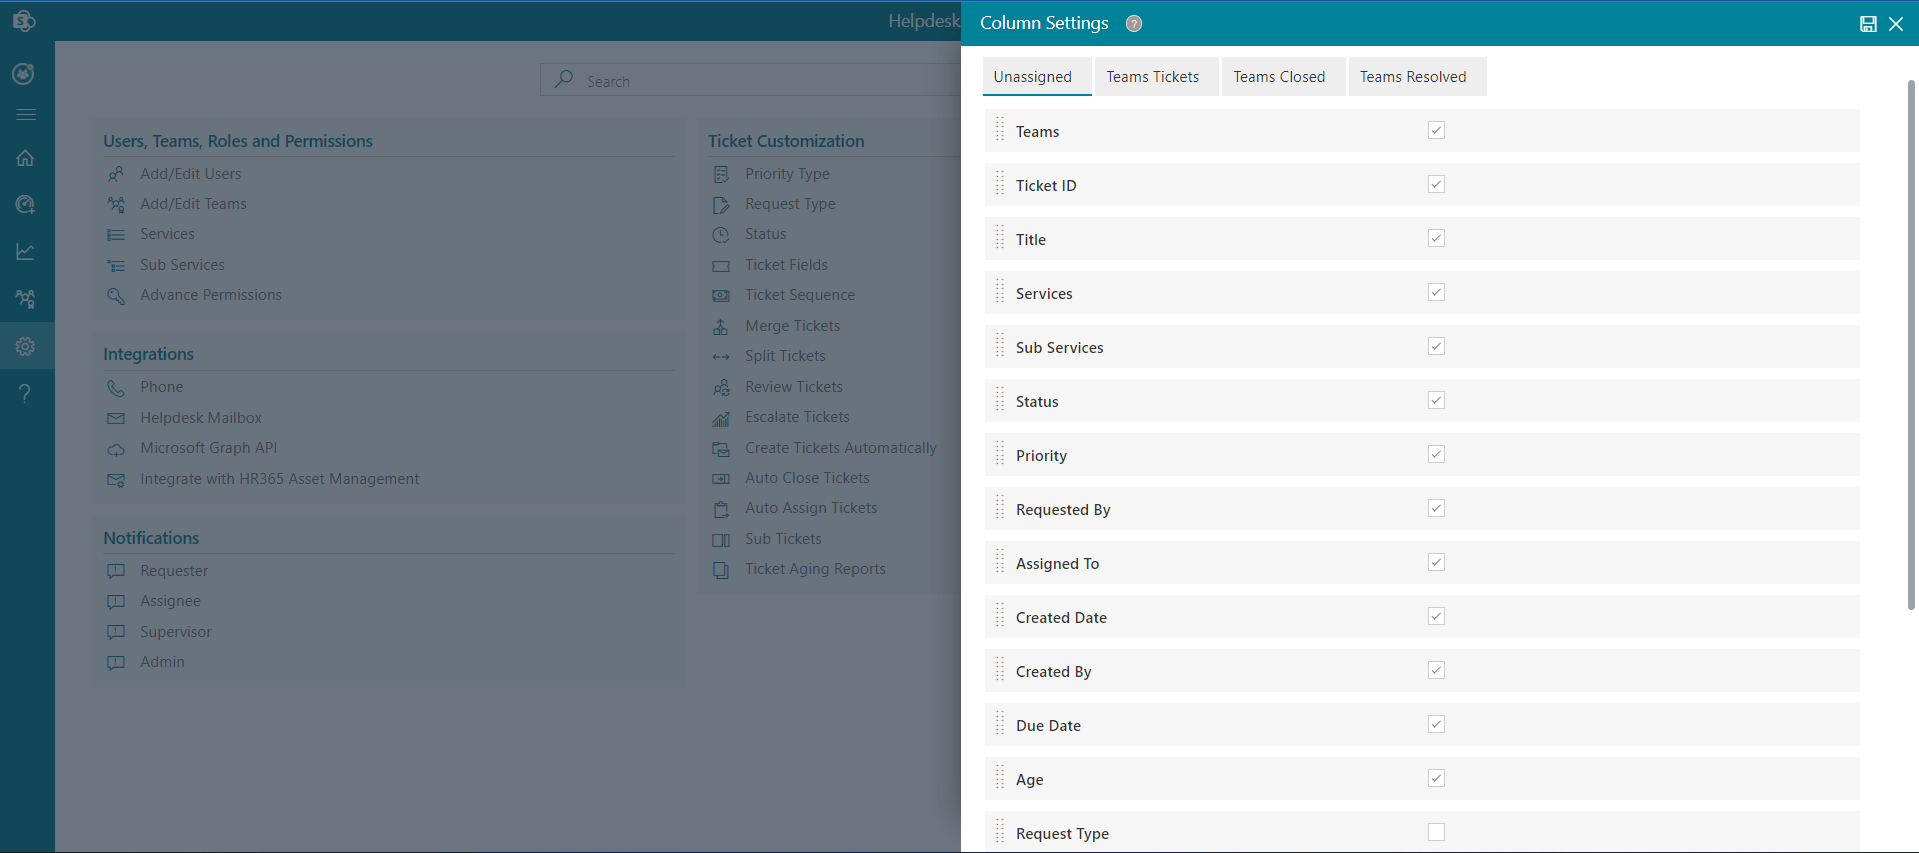 Helpdesk
Search
Users, Teams, Roles and Permissions
Add/Edit Users
Add/Edit Teams
Services
Sub Services
Advance Permissions
Integrations
Phone
Helpdesk Mailbox
Microsoft Graph API
Integrate with HR365 Asset Management
Notifications
Requester
Assignee
Supervisor
Admin
Ticket Customization
Priority Type
Request Type
Status
Ticket Fields
Ticket Sequence
Merge Tickets
Split Tickets
Review Tickets
Escalate Tickets
Create Tickets Automatically
Auto Close Tickets
Auto Assign Tickets
Sub Tickets
Ticket Aging Reports
Column Settings ?
Unassigned Teams Tickets Teams Closed Teams Resolved
Teams
Ticket ID
Title
Services
Sub Services
Status
Priority
Requested By
Assigned To
Created Date
Created By
Due Date
Age
Request Type